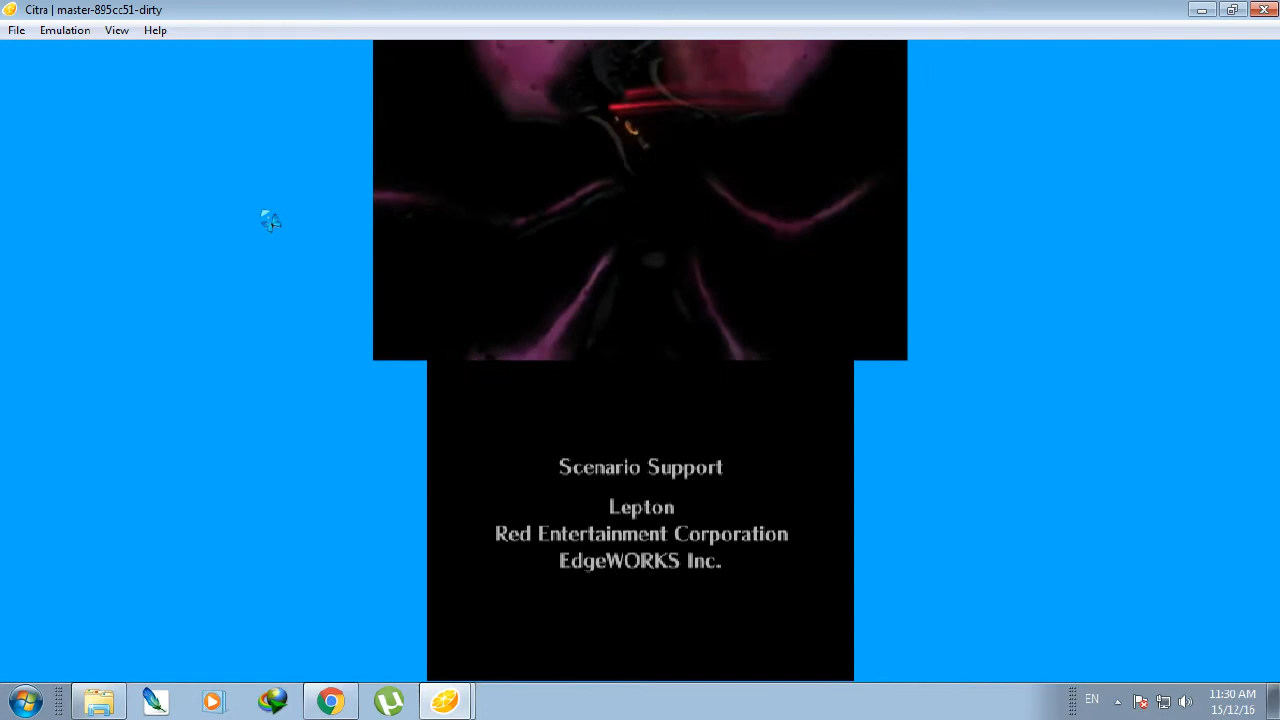 Citra | master-895cc51-dirty
File Emulation View Help
Scenario Support
Lepton
Red Entertainment Corporation
EdgeWORKS Inc.
EN
11:30 AM
15/12/16